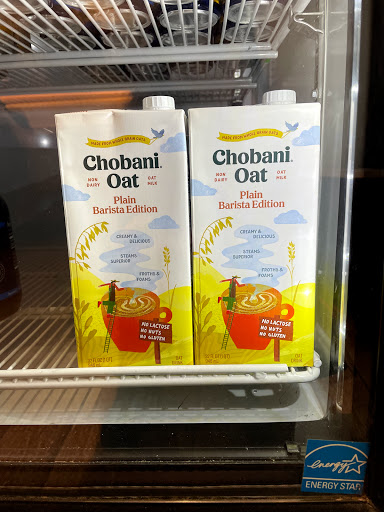 MADE FROM WHOLE GRAIN OATS
Chobani.
Oat
NON DAIRY
OAT MILK
Plain
Barista Edition
CREAMY &
DELICIOUS
STEAMS
SUPERIOR
FROTHS &
FOAMS
NO LACTOSE
NO NUTS
NO GLUTEN
MADE FROM WHOLE GRAIN OATS
Chobani.
Oat
NON DAIRY
OAT MILK
Plain
Barista Edition
CREAMY &
DELICIOUS
STEAMS
SUPERIOR
FROTHS &
FOAMS
NO LACTOSE
NO NUTS
NO GLUTEN
energy
ENERGY STAR